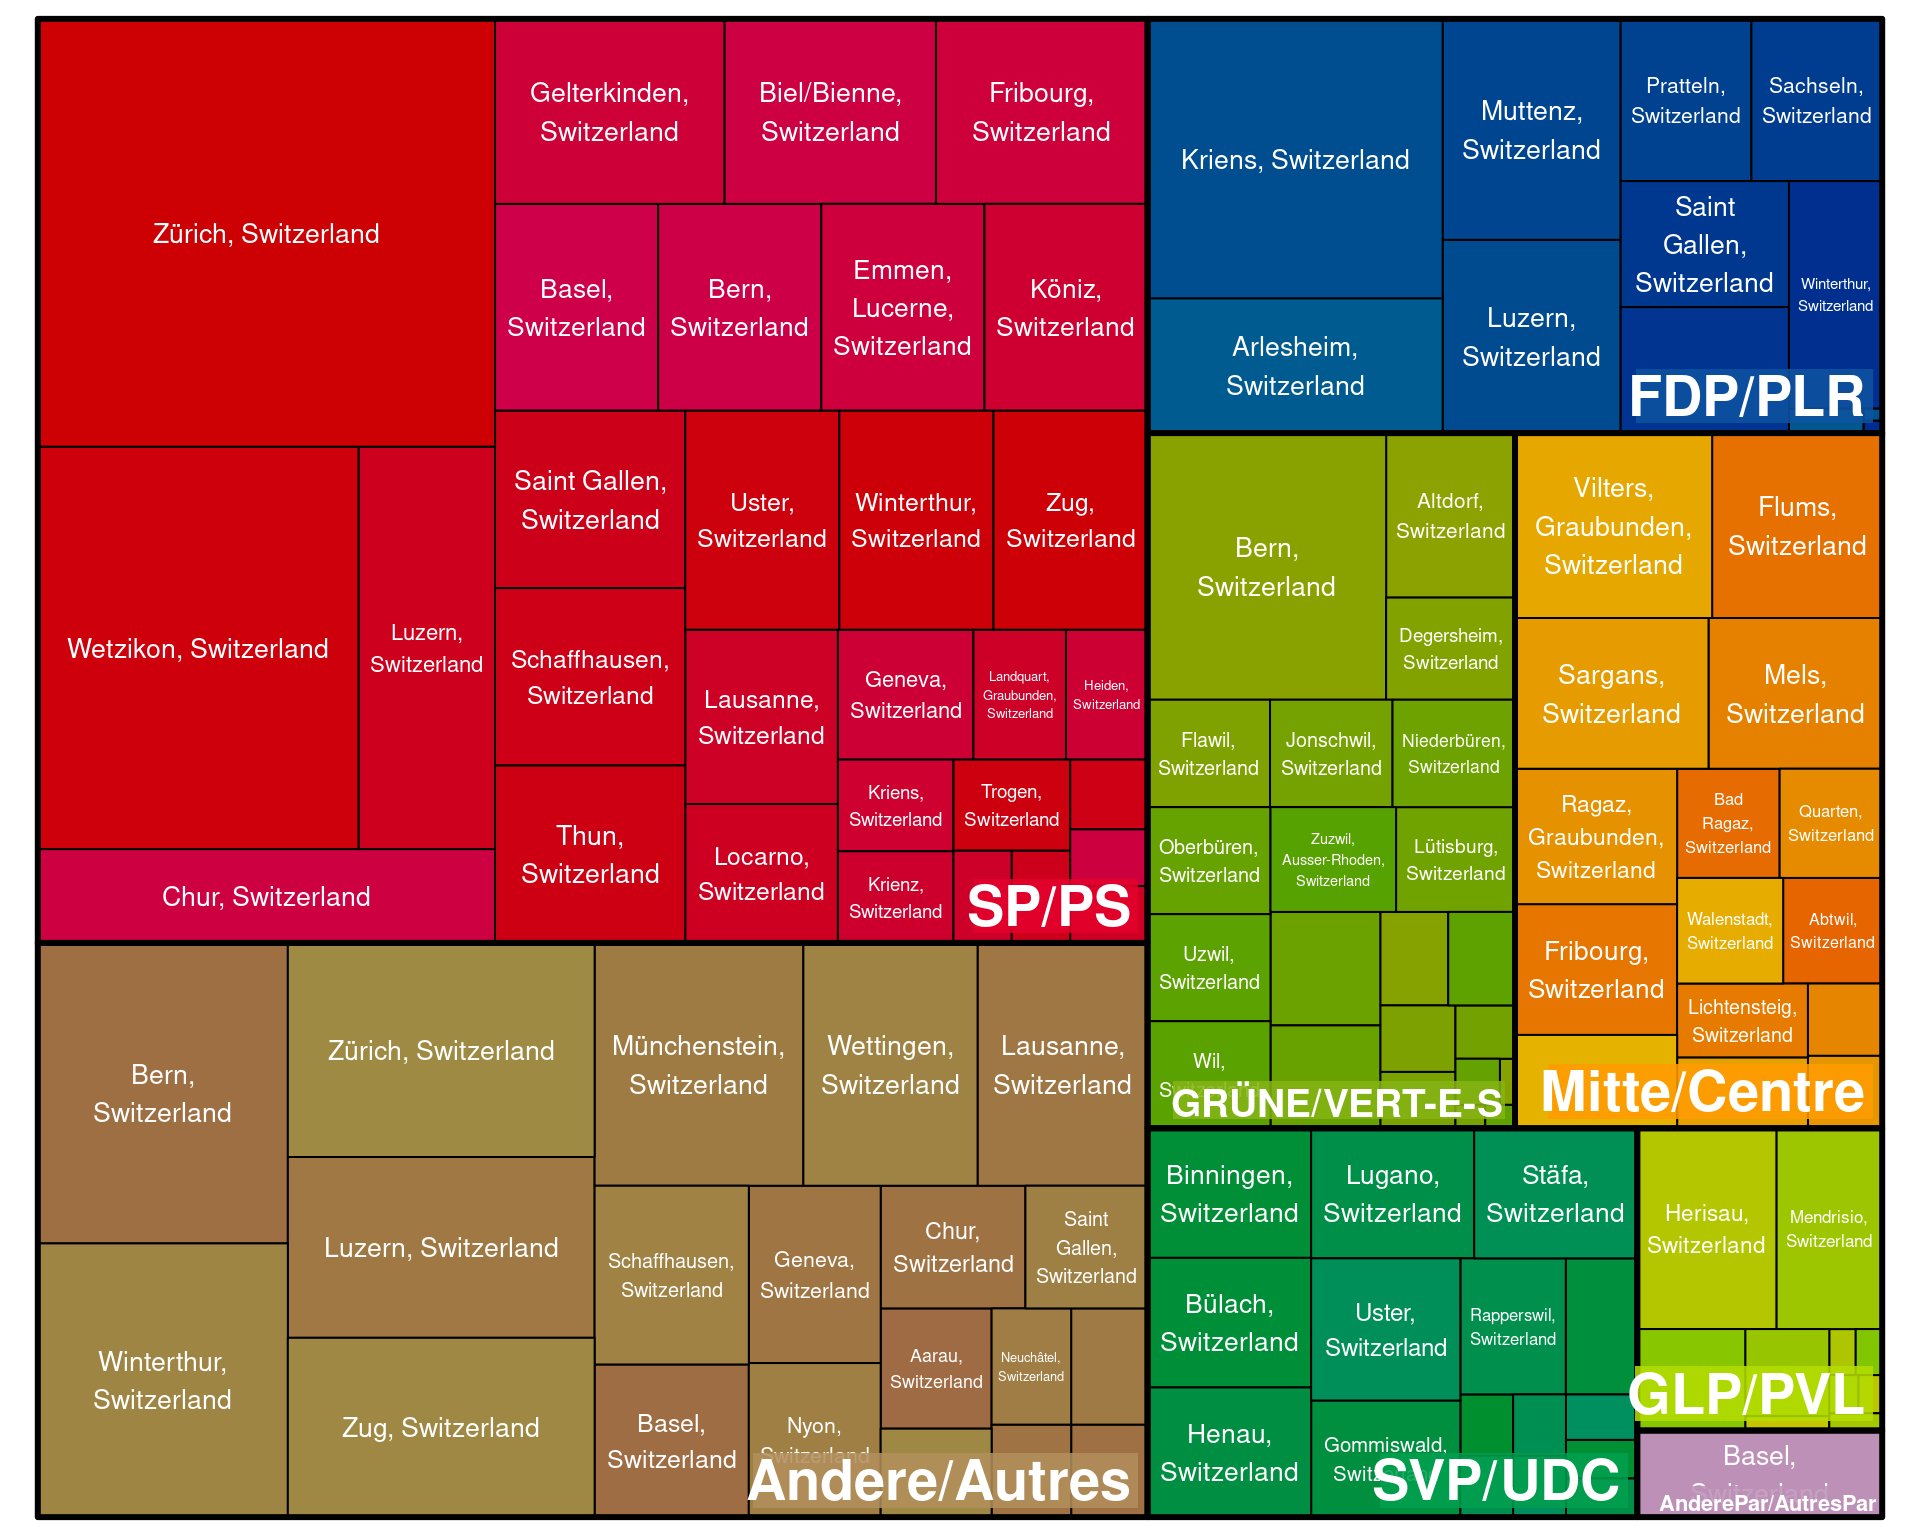 Zürich, Switzerland
Wetzikon, Switzerland
Luzern,
Switzerland
Chur, Switzerland
Gelterkinden,
Switzerland
Biel/Bienne,
Switzerland
Fribourg,
Switzerland
Basel,
Switzerland
Bern,
Switzerland
Emmen,
Lucerne,
Switzerland
Köniz,
Switzerland
Saint Gallen,
Switzerland
Schaffhausen,
Switzerland
Thun,
Switzerland
Uster,
Switzerland
Winterthur,
Switzerland
Zug,
Switzerland
Lausanne,
Switzerland
Locarno,
Switzerland
Geneva,
Switzerland
Landquart,
Graubunden,
Switzerland
Heiden,
Switzerland
Kriens,
Switzerland
Trogen,
Switzerland
Krienz,
Switzerland
SP/PS
Bern,
Switzerland
Winterthur,
Switzerland
Zürich, Switzerland
Luzern, Switzerland
Zug, Switzerland
Münchenstein,
Switzerland
Wettingen,
Switzerland
Lausanne,
Switzerland
Schaffhausen,
Switzerland
Basel,
Switzerland
Geneva,
Switzerland
Nyon,
Switzerland
Chur,
Switzerland
Saint
Gallen,
Switzerland
Aarau,
Switzerland
Neuchâtel,
Switzerland
Andere/Autres
Kriens, Switzerland
Arlesheim,
Switzerland
Muttenz,
Switzerland
Luzern,
Switzerland
Pratteln,
Switzerland
Sachseln,
Switzerland
Saint
Gallen,
Switzerland
Winterthur,
Switzerland
FDP/PLR
Bern,
Switzerland
Altdorf,
Switzerland
Degersheim,
Switzerland
Flawil,
Switzerland
Jonschwil,
Switzerland
Niederbüren,
Switzerland
Oberbüren,
Switzerland
Zuzwil,
Ausser-Rhoden,
Switzerland
Lütisburg,
Switzerland
Uzwil,
Switzerland
Wil,
Switzerland
GRÜNE/VERT-E-S
Vilters,
Graubunden,
Switzerland
Flums,
Switzerland
Sargans,
Switzerland
Mels,
Switzerland
Ragaz,
Graubunden,
Switzerland
Bad
Ragaz,
Switzerland
Quarten,
Switzerland
Fribourg,
Switzerland
Walenstadt,
Switzerland
Abtwil,
Switzerland
Lichtensteig,
Switzerland
Mitte/Centre
Binningen,
Switzerland
Lugano,
Switzerland
Stäfa,
Switzerland
Bülach,
Switzerland
Uster,
Switzerland
Rapperswil,
Switzerland
Henau,
Switzerland
Gommiswald,
Switzerland
SVP/UDC
Herisau,
Switzerland
Mendrisio,
Switzerland
GLP/PVL
Basel,
Switzerland
AnderePar/AutresPar